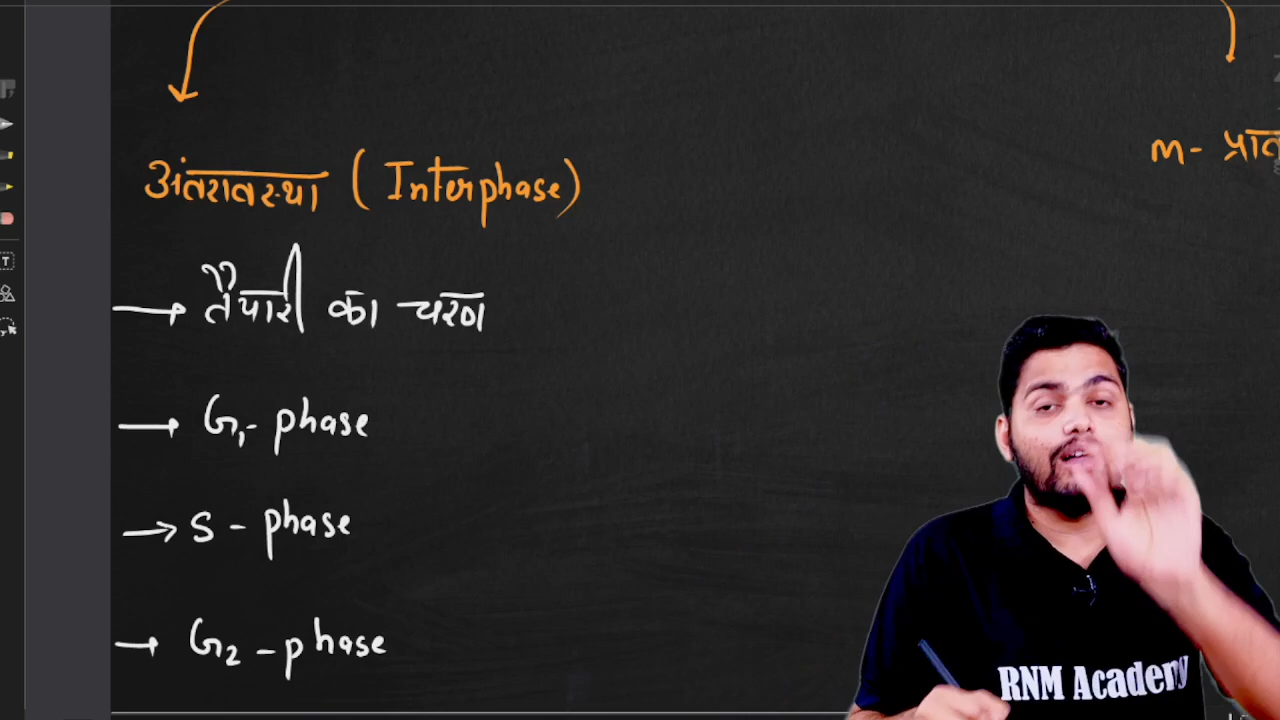 अंतरावस्था (Interphase)
m-
→ तैयारी का चरण
→ G₁- phase
→ S - phase
→ G₂ - phase
RNM Academy